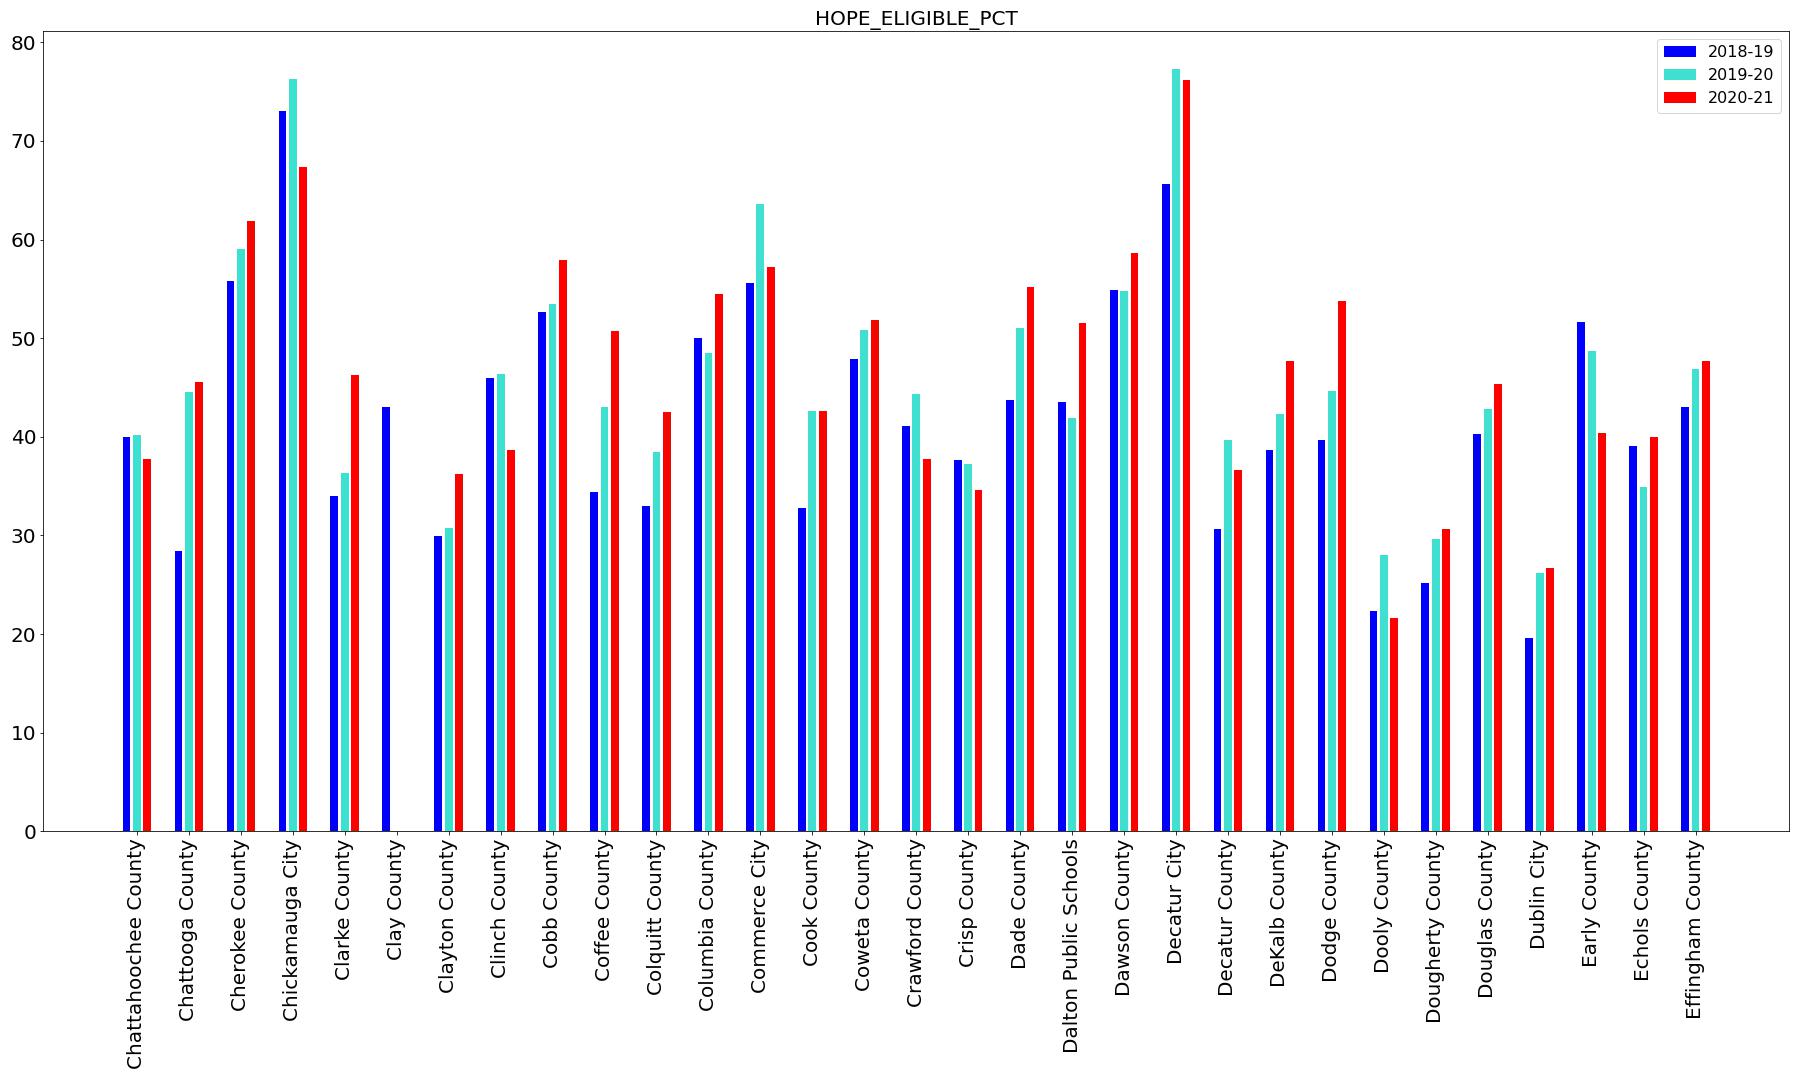 HOPE_ELIGIBLE_PCT
80
70
60
50
40
30
20
10
0
2018-19
2019-20
2020-21
Chattahoochee County
Chattooga County
Cherokee County
Chickamauga City
Clarke County
Clay County
Clayton County
Clinch County
Cobb County
Coffee County
Colquitt County
Columbia County
Commerce City
Cook County
Coweta County
Crawford County
Crisp County
Dade County
Dalton Public Schools
Dawson County
Decatur City
Decatur County
DeKalb County
Dodge County
Dooly County
Dougherty County
Douglas County
Dublin City
Early County
Echols County
Effingham County